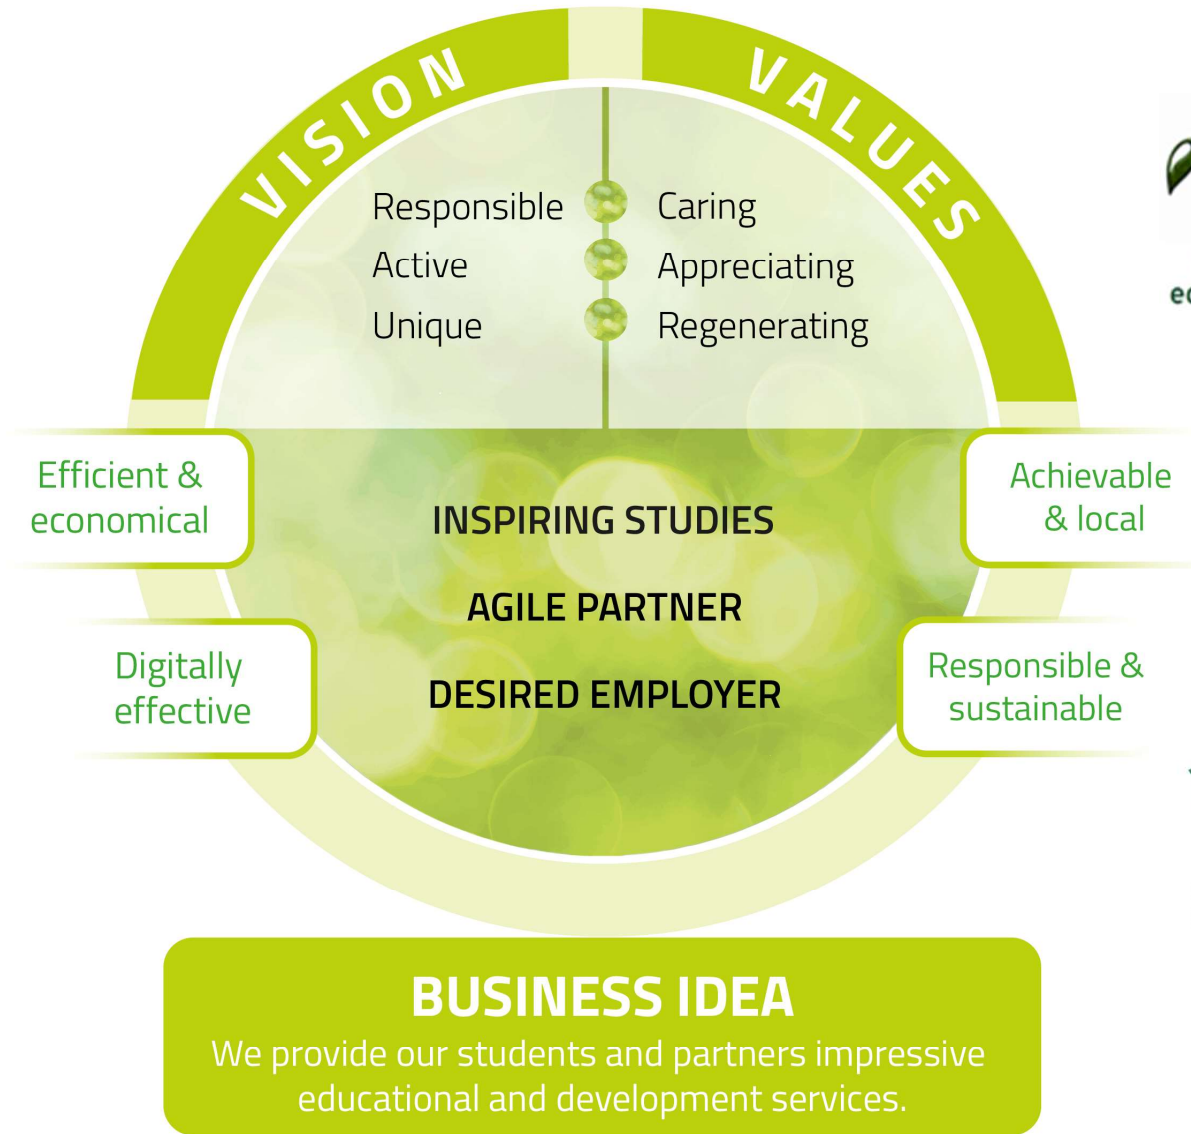 VISION
VALUES
Responsible
Active
Unique
Caring
Appreciating
Regenerating
Efficient &
economical
Digitally
effective
INSPIRING STUDIES
AGILE PARTNER
DESIRED EMPLOYER
Achievable
& local
Responsible &
sustainable
BUSINESS IDEA
We provide our students and partners impressive
educational and development services.